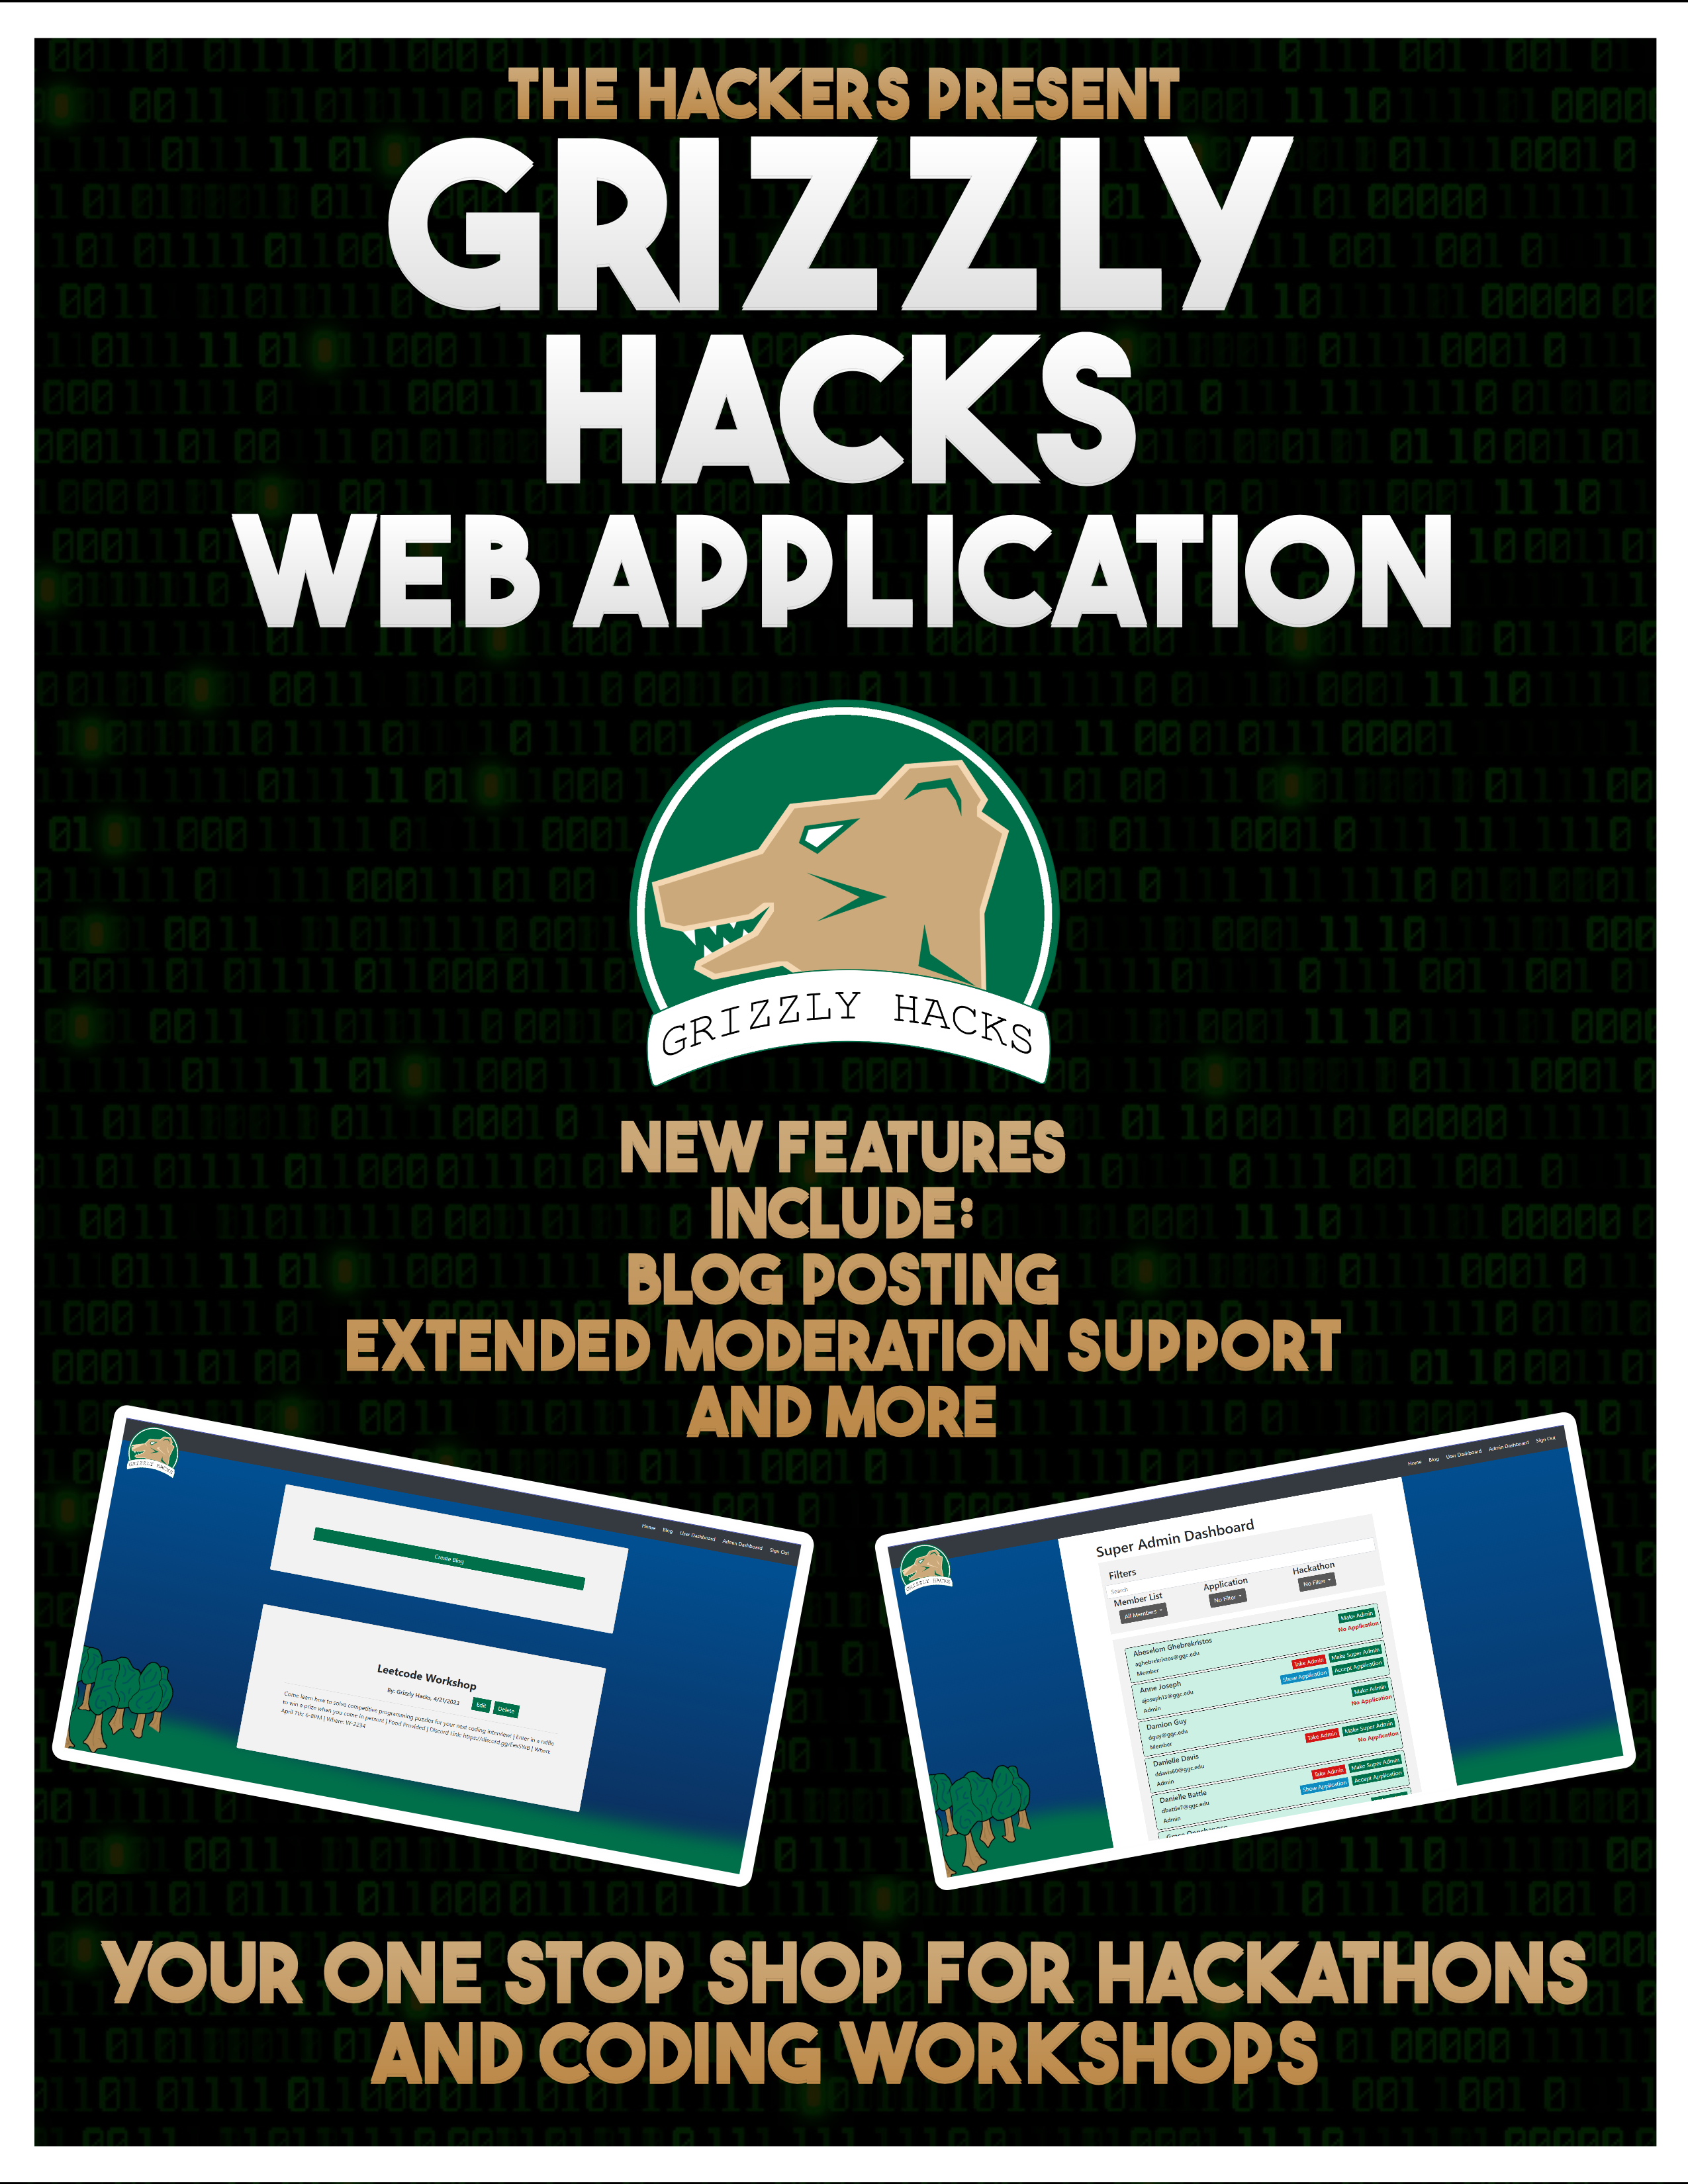 THE HACKERS PRESENT
GRIZZLY
HACKS
WEB APPLICATION
GRIZZLY HACKS
NEW FEATURES
INCLUDE:
BLOG POSTING
EXTENDED MODERATION SUPPORT
AND MORE
GRIZZLY HACKS
Home Blog User Dashboard Admin Dashboard Sign Out
Create Blog
Leetcode Workshop
By: Grizzly Hacks, 4/21/2023 Edit Delete
Come learn how to solve competitive programming puzzles for your next coding interview! | Enter in a raffle
to win a prize when you come in person! | Food Provided | Discord Link: | When:
April 7th: 6-8PM | Where: W-2234
GRIZZLY HACKS
Home Blog User Dashboard Admin Dashboard Sign Out
Super Admin Dashboard
Filters
Search
Member List Application Hackathon
All Members No Filter No Filter
Abeselom Ghebrekristos Make Admin
aghebrekristos@ggc.edu No Application
Member
Anne Joseph Take Admin Make Super Admin
ajoseph13@ggc.edu Show Application Accept Application
Admin
Damion Guy Make Admin
dguy@ggc.edu No Application
Member
Danielle Davis Take Admin Make Super Admin
ddavis60@ggc.edu No Application
Admin
Danielle Battle Take Admin Make Super Admin
dbattle7@ggc.edu Show Application Accept Application
Admin
YOUR ONE STOP SHOP FOR HACKATHONS
AND CODING WORKSHOPS